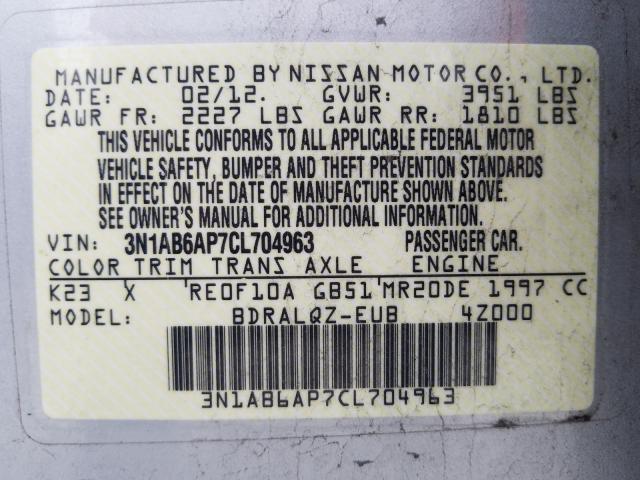 MANUFACTURED BY NISSAN MOTOR CO., LTD.
DATE: 02/12. GVWR: 3951 LBS
GAWR FR: 2227 LBS GAWR RR: 1810 LBS
THIS VEHICLE CONFORMS TO ALL APPLICABLE FEDERAL MOTOR
VEHICLE SAFETY, BUMPER AND THEFT PREVENTION STANDARDS
IN EFFECT ON THE DATE OF MANUFACTURE SHOWN ABOVE.
SEE OWNER'S MANUAL FOR ADDITIONAL INFORMATION.
VIN: 3N1AB6AP7CL704963 PASSENGER CAR.
COLOR TRIM TRANS AXLE ENGINE
K23 X 'RE0F10A GB51'MR20DE 1997 CC
MODEL: BDRALQZ-EUB 4Z000
3N1AB6AP7CL704963